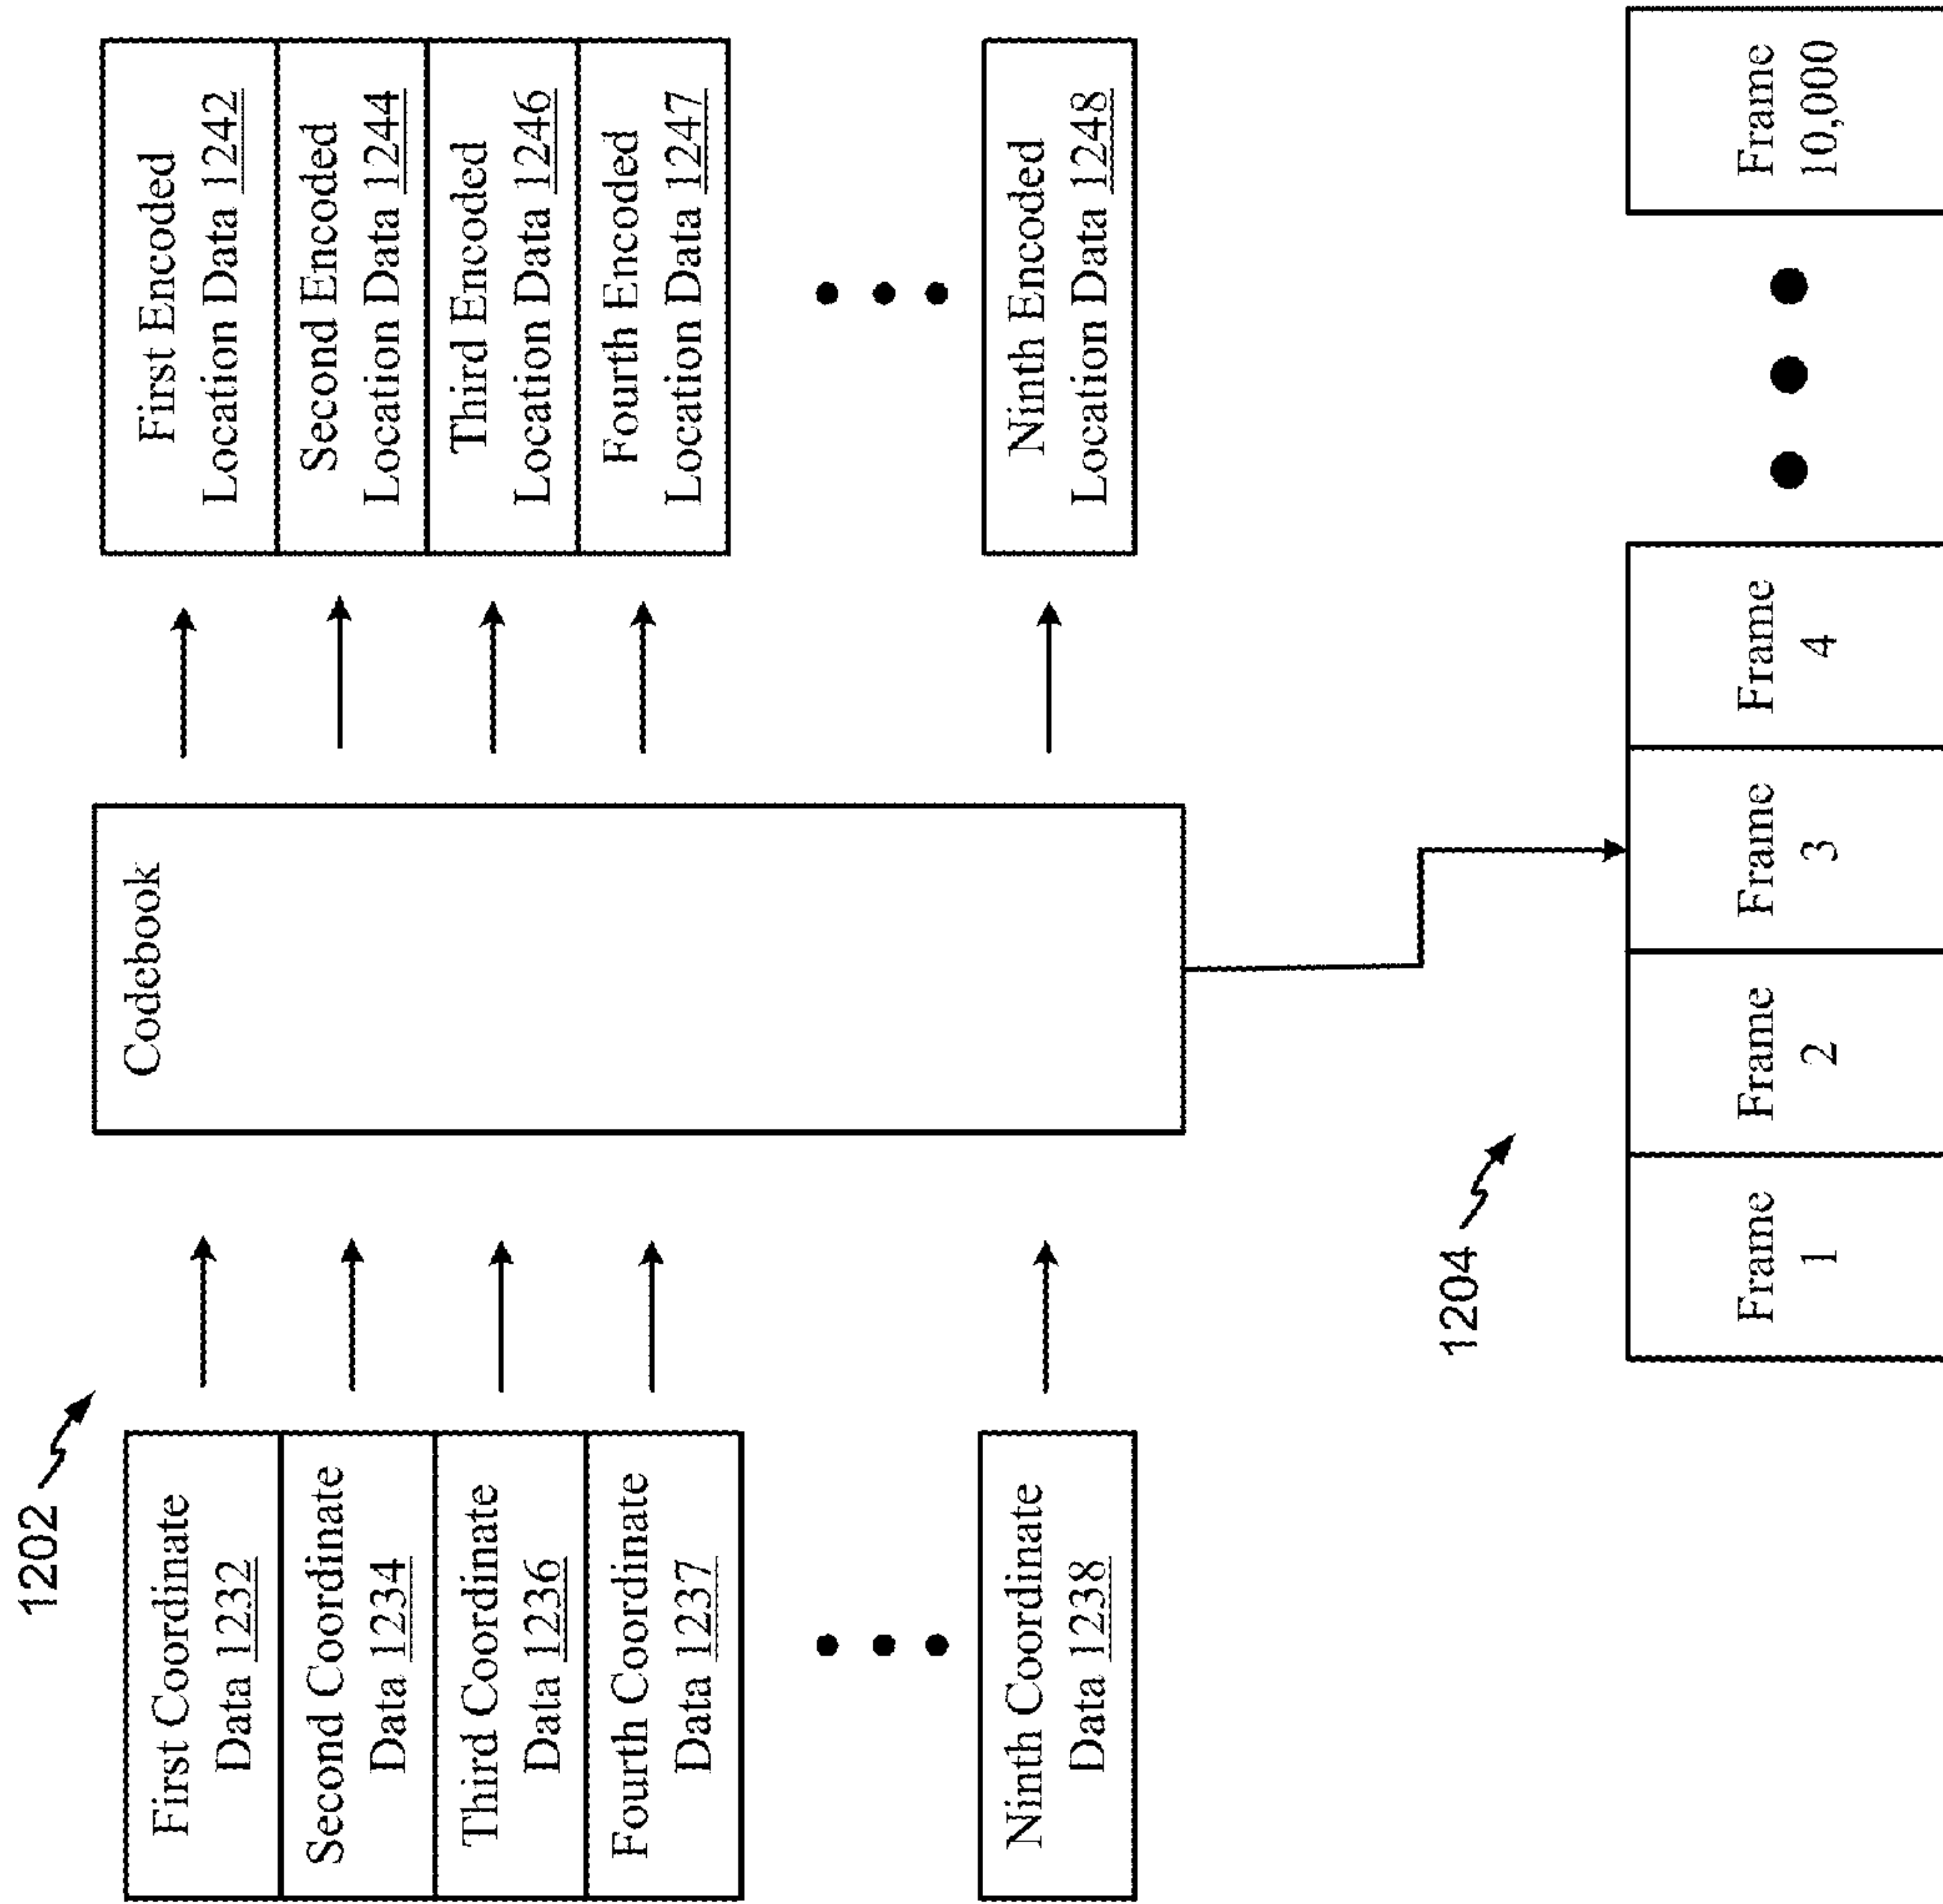 1202
First Coordinate
Data 1232
Second Coordinate
Data 1234
Third Coordinate
Data 1236
Fourth Coordinate
Data 1237
Ninth Coordinate
Data 1238
Codebook
First Encoded
Location Data 1242
Second Encoded
Location Data 1244
Third Encoded
Location Data 1246
Fourth Encoded
Location Data 1247
Ninth Encoded
Location Data 1248
1204
Frame
1
Frame
2
Frame
3
Frame
4
Frame
10,000